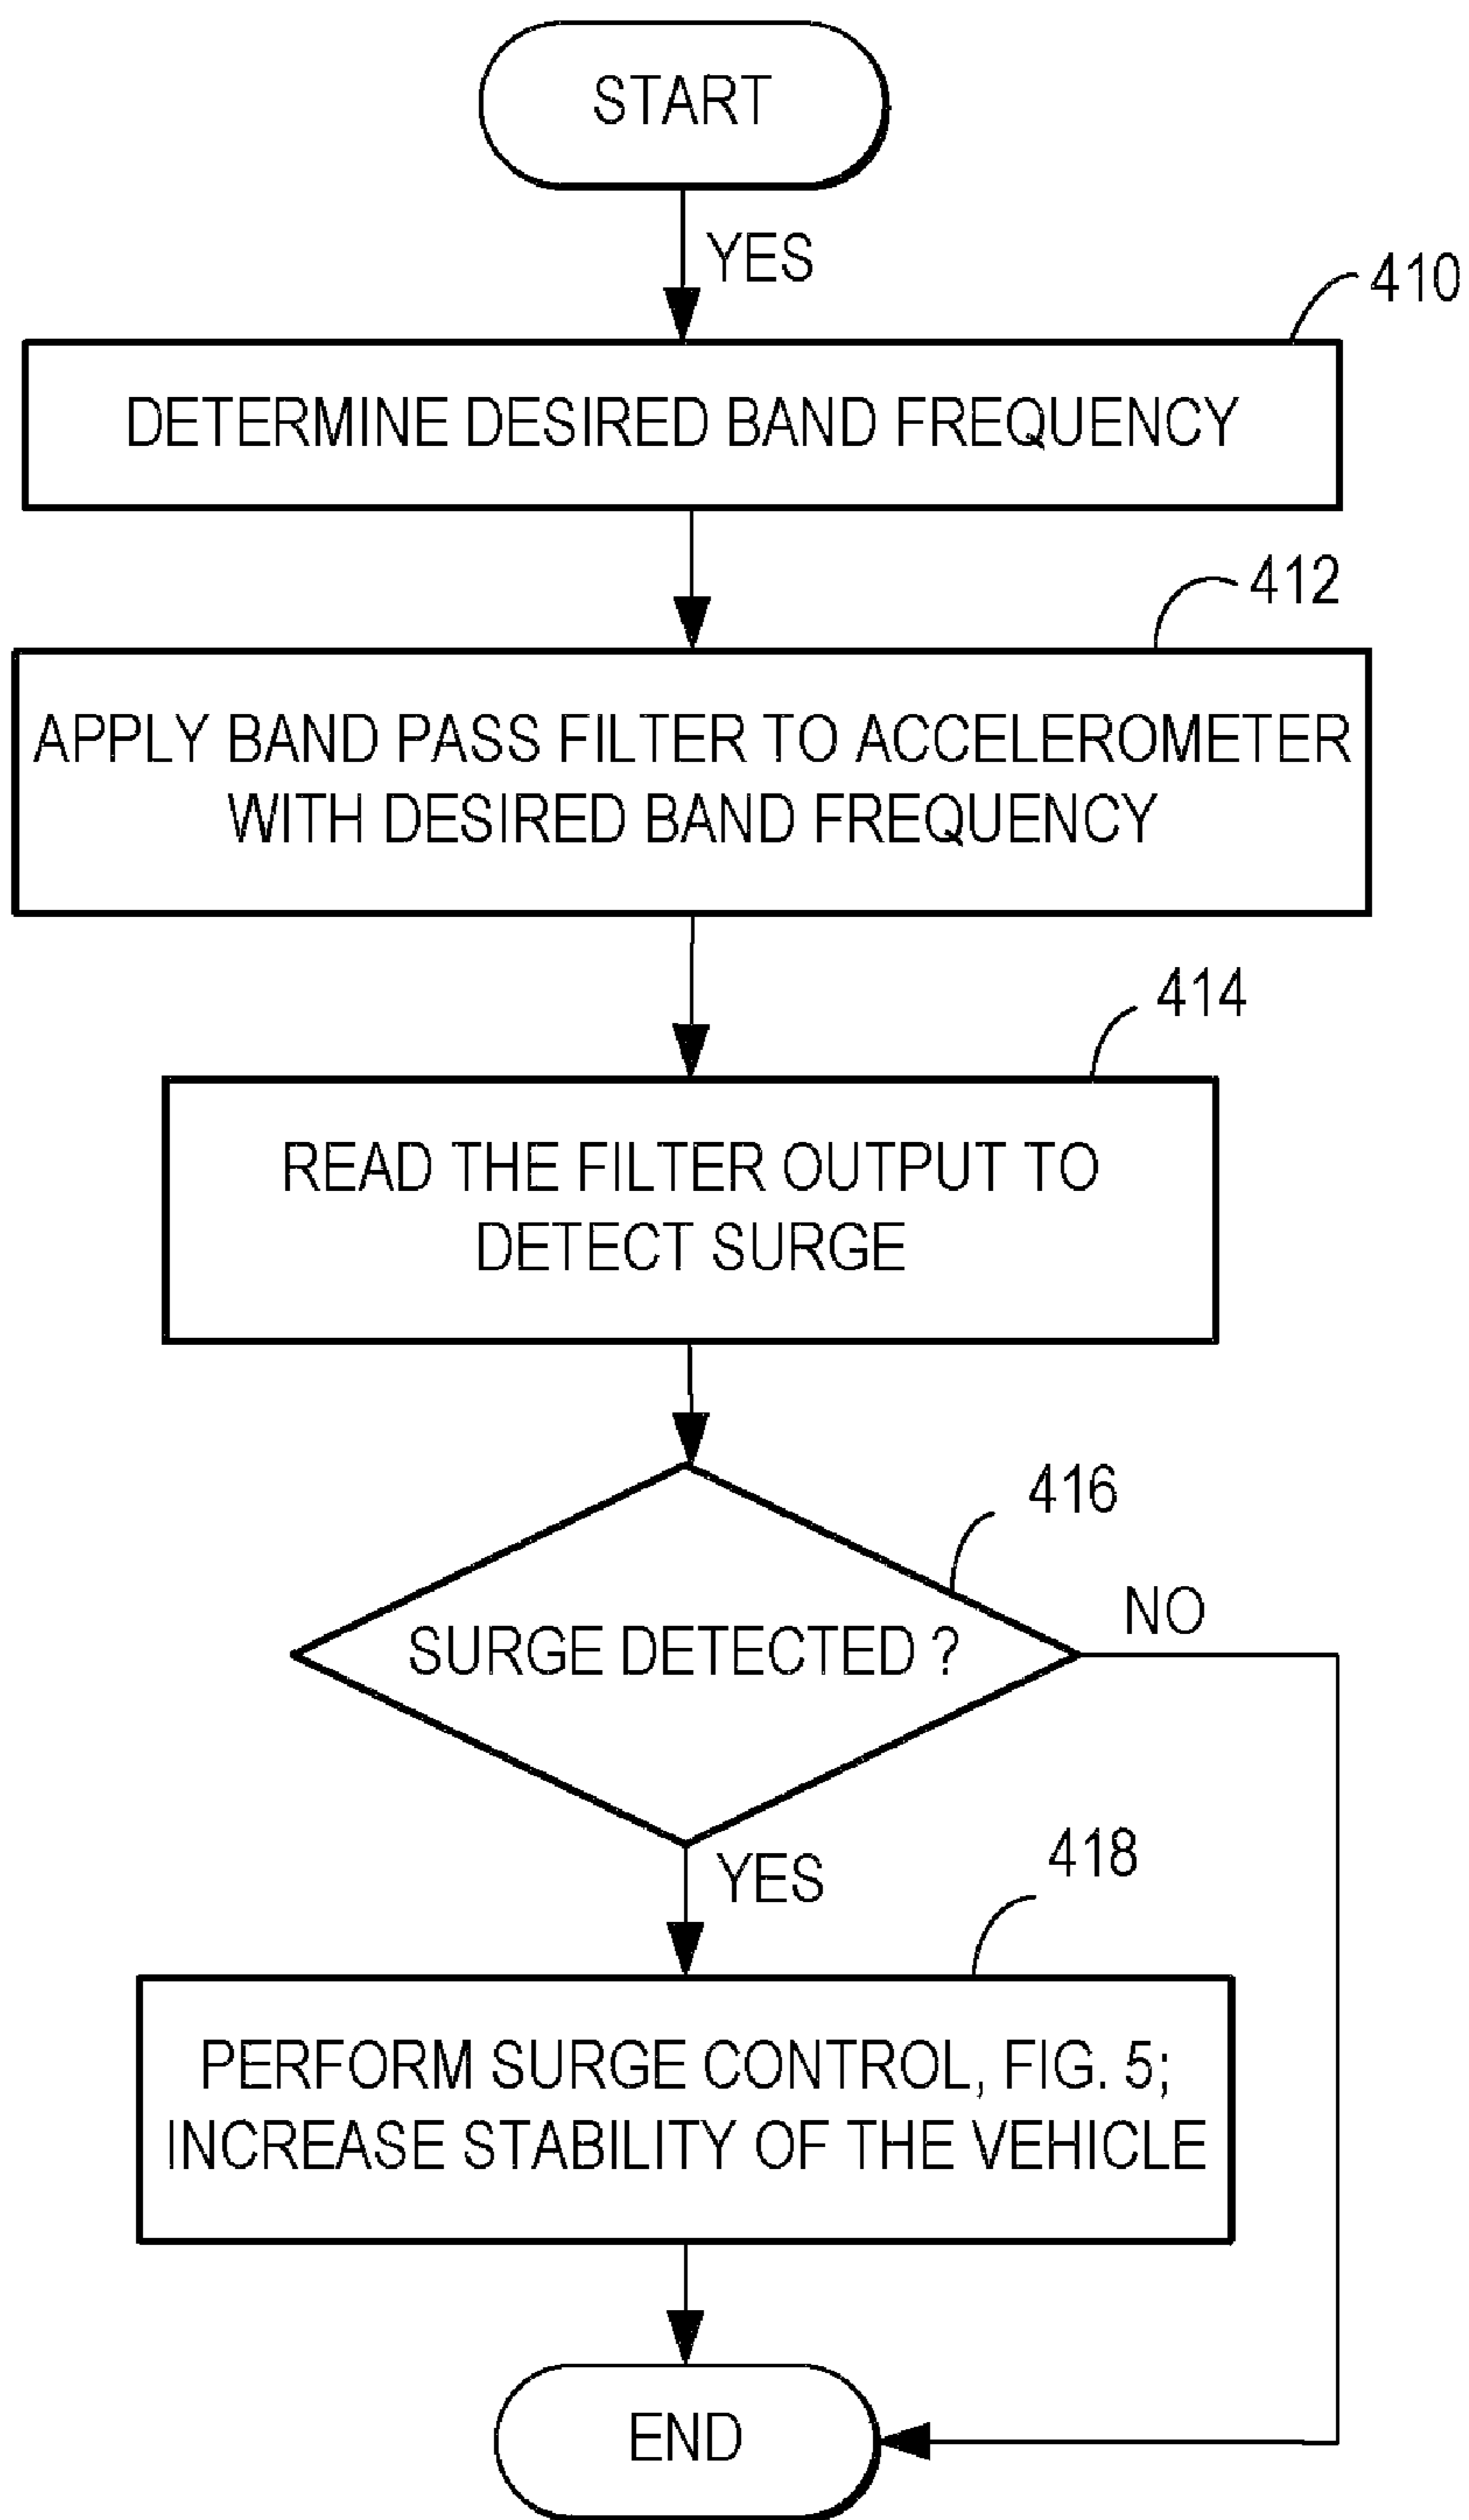 START
YES
410
DETERMINE DESIRED BAND FREQUENCY
412
APPLY BAND PASS FILTER TO ACCELEROMETER
WITH DESIRED BAND FREQUENCY
414
READ THE FILTER OUTPUT TO
DETECT SURGE
416
NO
SURGE DETECTED ?
YES
418
PERFORM SURGE CONTROL, FIG. 5;
INCREASE STABILITY OF THE VEHICLE
END